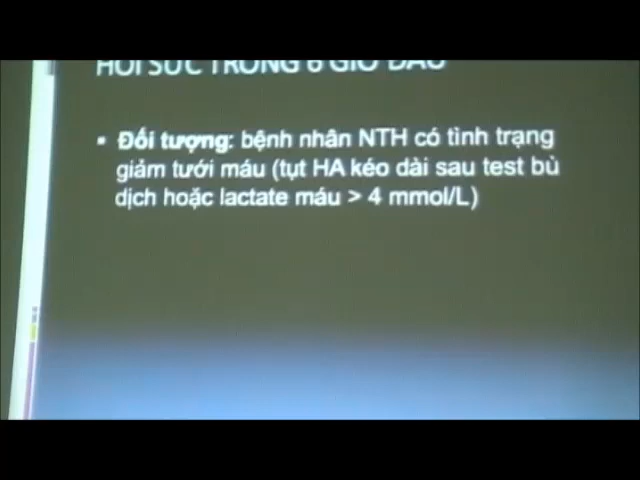 HỒI SỨC TRONG 6 GIỜ ĐẦU
▪ Đối tượng: bệnh nhân NTH có tình trạng
giảm tưới máu (tụt HA kéo dài sau test bù
dịch hoặc lactate máu > 4 mmol/L)